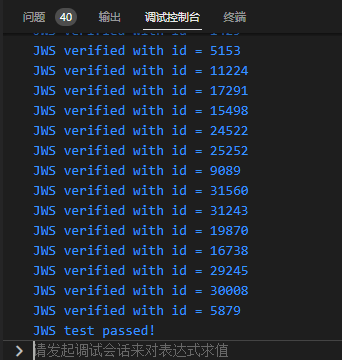 问题 40 输出 调试控制台 终端
JWS verified with id =
JWS verified with id = 5153
JWS verified with id = 11224
JWS verified with id = 17291
JWS verified with id = 15498
JWS verified with id = 24522
JWS verified with id = 25252
JWS verified with id = 9089
JWS verified with id = 31560
JWS verified with id = 31243
JWS verified with id = 19870
JWS verified with id = 16738
JWS verified with id = 29245
JWS verified with id = 30008
JWS verified with id = 5879
JWS test passed!
请发起调试会话来对表达式求值